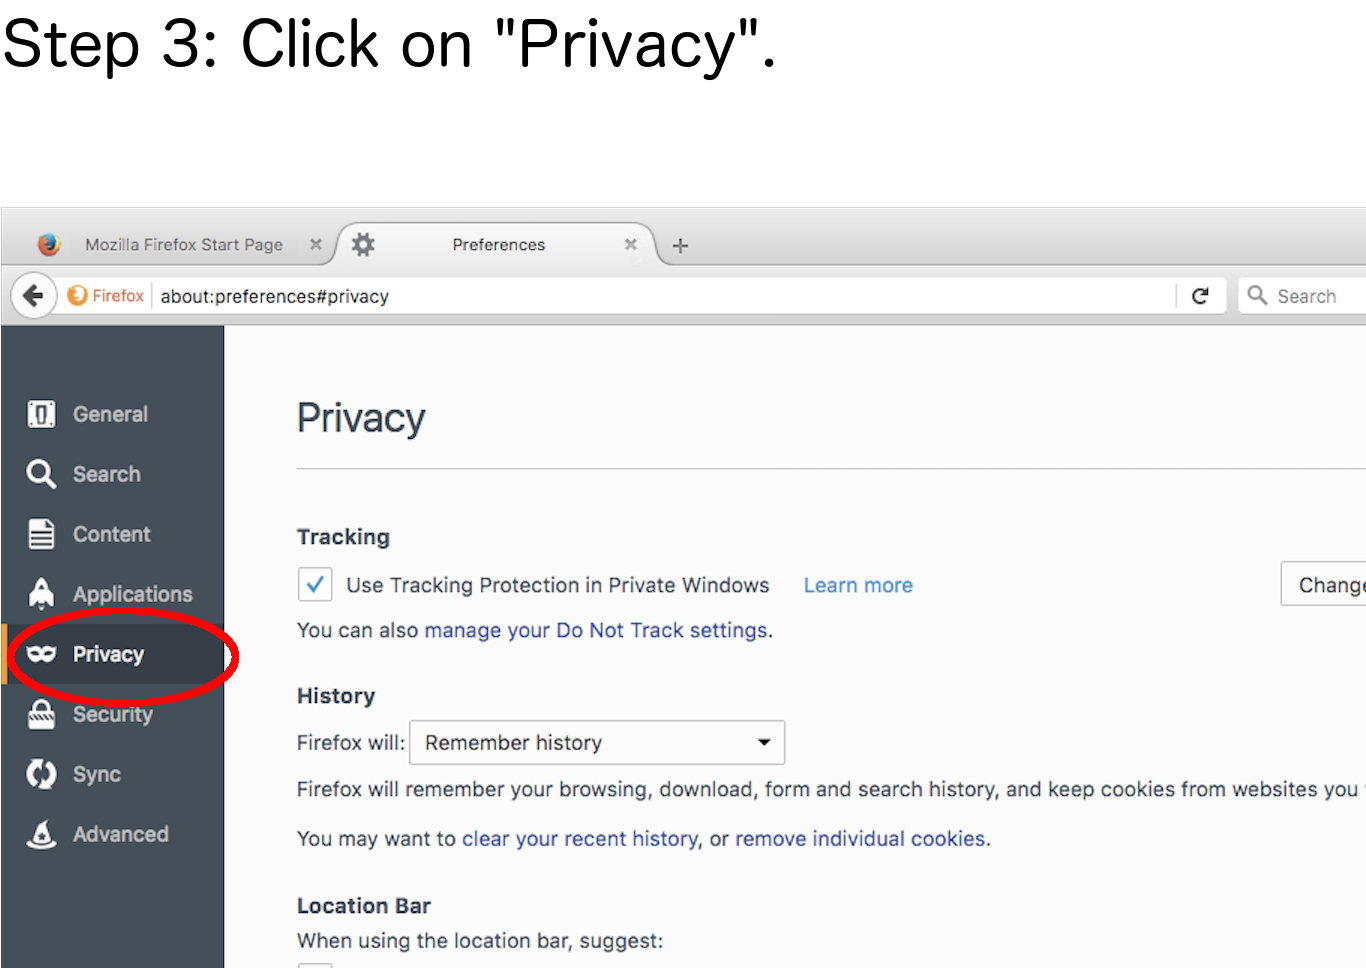 Step 3: Click on "Privacy".
Mozilla Firefox Start Page
Preferences
Firefox
about:preferences#privacy
Search
General
Search
Content
Applications
Privacy
Security
Sync
Advanced
Privacy
Tracking
Use Tracking Protection in Private Windows Learn more
Change
You can also manage your Do Not Track settings.
History
Firefox will: Remember history
Firefox will remember your browsing, download, form and search history, and keep cookies from websites you
You may want to clear your recent history, or remove individual cookies.
Location Bar
When using the location bar, suggest: